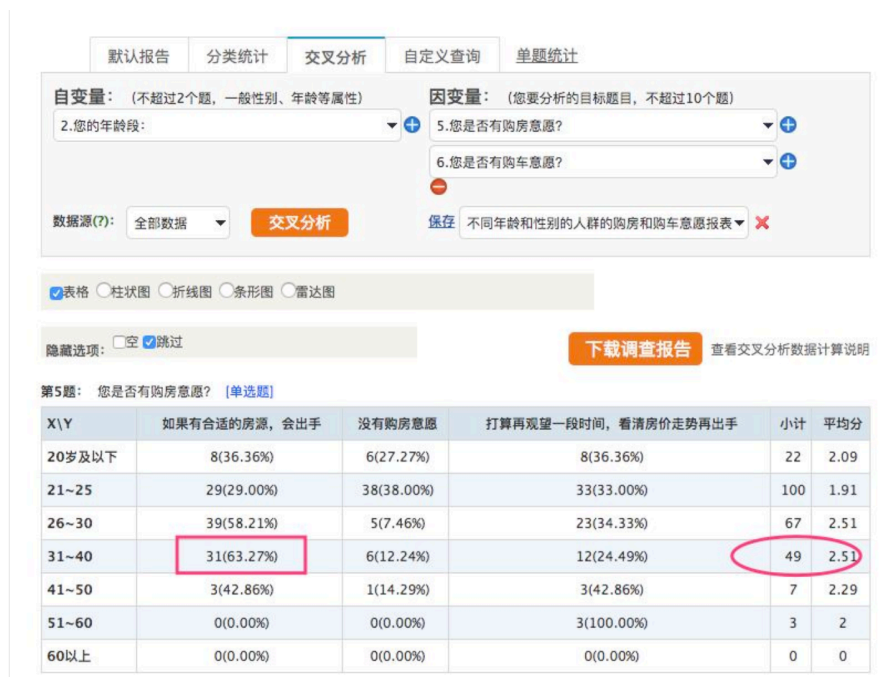 默认报告 分类统计 交叉分析 自定义查询 单题统计
自变量： （不超过2个题，一般性别、年龄等属性） 因变量： （您要分析的目标题目，不超过10个题）
2.您的年龄段： 5.您是否有购房意愿?
6.您是否有购车意愿?
数据源(?)： 全部数据 交叉分析 保存 不同年龄和性别的人群的购房和购车意愿报表
表格 柱状图 折线图 条形图 雷达图
隐藏选项： 空 跳过 下载调查报告 查看交叉分析数据计算说明
第5题： 您是否有购房意愿? [单选题]
X\Y 如果有合适的房源，会出手 没有购房意愿 打算再观望一段时间，看清房价走势再出手 小计 平均分
20岁及以下 8(36.36%) 6(27.27%) 8(36.36%) 22 2.09
21~25 29(29.00%) 38(38.00%) 33(33.00%) 100 1.91
26~30 39(58.21%) 5(7.46%) 23(34.33%) 67 2.51
31~40 31(63.27%) 6(12.24%) 12(24.49%) 49 2.51
41~50 3(42.86%) 1(14.29%) 3(42.86%) 7 2.29
51~60 0(0.00%) 0(0.00%) 3(100.00%) 3 2
60以上 0(0.00%) 0(0.00%) 0(0.00%) 0 0